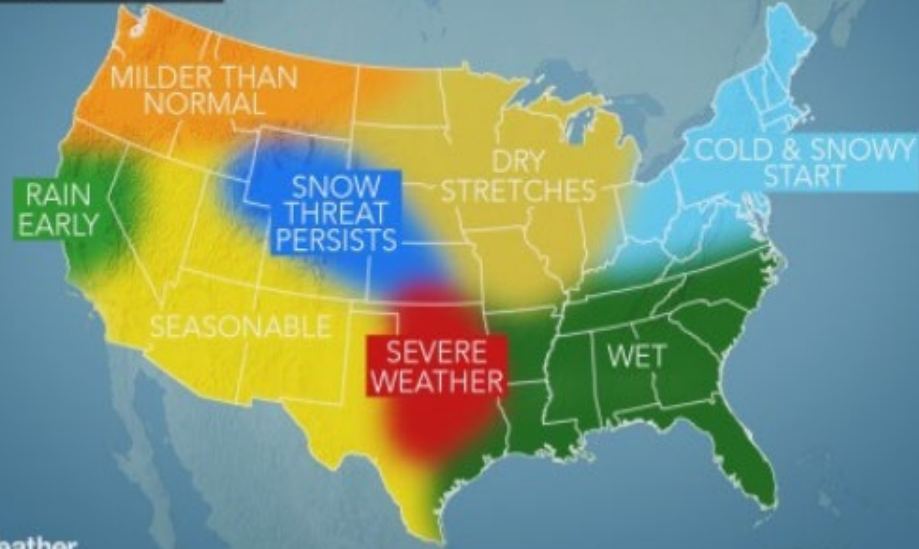 MILDER THAN
NORMAL
RAIN
EARLY
SNOW
THREAT
PERSISTS
DRY
STRETCHES
COLD & SNOWY
START
SEASONABLE
SEVERE
WEATHER
WET